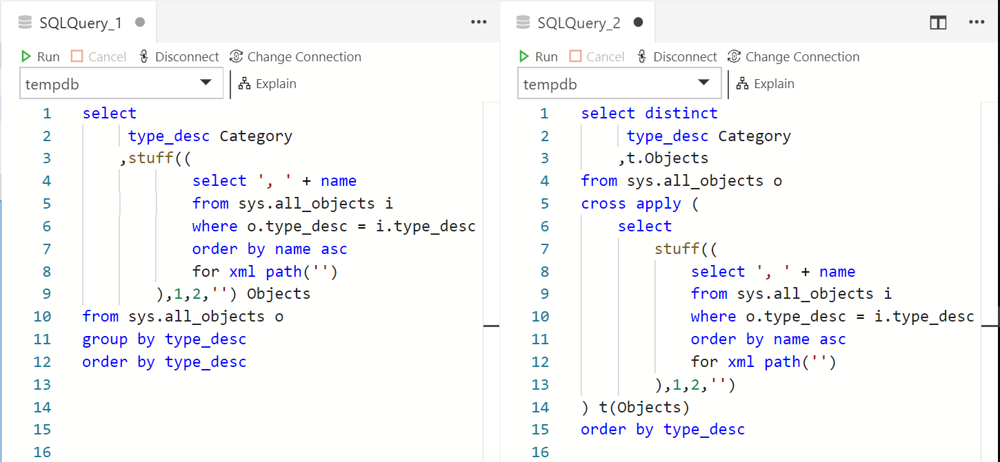 SQLQuery_1
Run Cancel Disconnect Change Connection
tempdb Explain
1 select
2 type_desc Category
3 ,stuff((
4 select ', ' + name
5 from sys.all_objects i
6 where o.type_desc = i.type_desc
7 order by name asc
8 for xml path('')
9 ),1,2,'') Objects
10 from sys.all_objects o
11 group by type_desc
12 order by type_desc
13
14
15
16
SQLQuery_2
Run Cancel Disconnect Change Connection
tempdb Explain
1 select distinct
2 type_desc Category
3 ,t.Objects
4 from sys.all_objects o
5 cross apply (
6 select
7 stuff((
8 select ', ' + name
9 from sys.all_objects i
10 where o.type_desc = i.type_desc
11 order by name asc
12 for xml path('')
13 ),1,2,'')
14 ) t(Objects)
15 order by type_desc
16